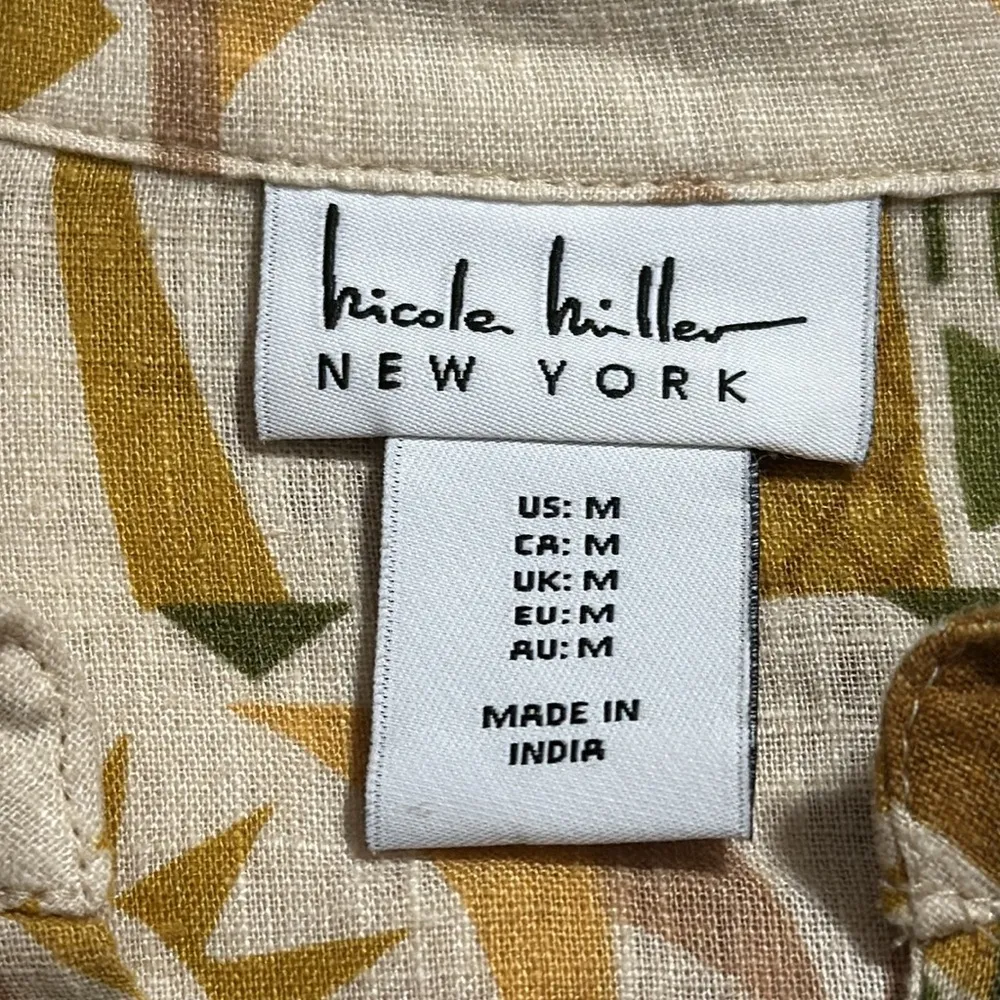 nicole miller
NEW YORK
US: M
CA: M
UK: M
EU: M
AU: M
MADE IN
INDIA